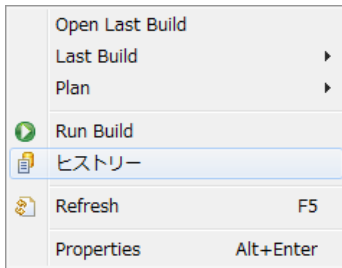 Open Last Build
Last Build
Plan
Run Build
ヒストリー
Refresh F5
Properties Alt+Enter